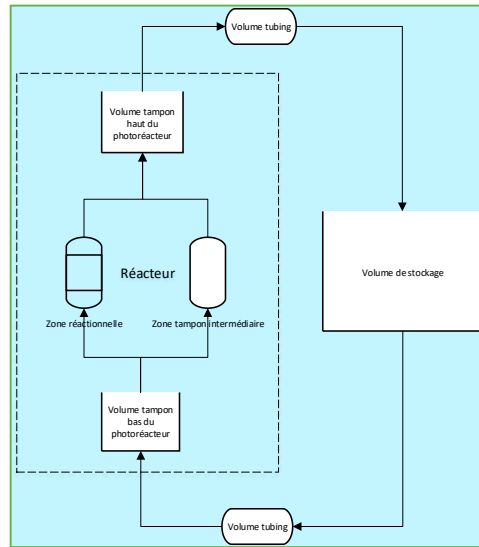 Volume tubing
Volume tampon
haut du
photoréacteur
Réacteur
Volume de stockage
Zone réactionnelle
Zone tampon intermédiaire
Volume tampon
bas du
photoréacteur
Volume tubing